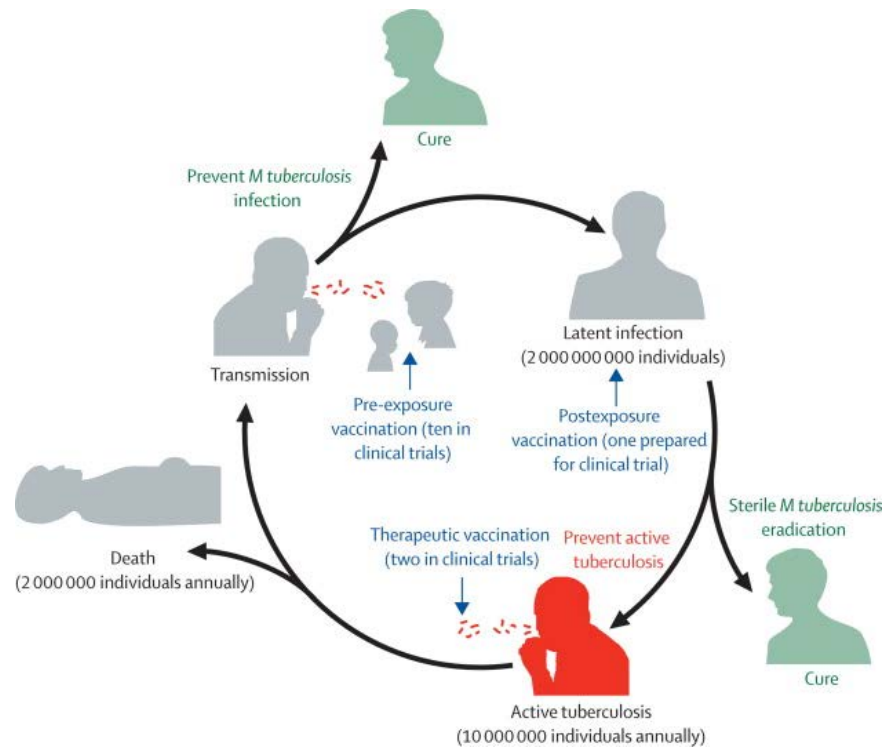 Cure
Prevent M tuberculosis
infection
Transmission
Latent infection
(2 000 000 000 individuals)
Pre-exposure
vaccination (ten in
clinical trials)
Postexposure
vaccination (one prepared
for clinical trial)
Sterile M tuberculosis
eradication
Death
(2 000 000 individuals annually)
Therapeutic vaccination
(two in clinical trials)
Prevent active
tuberculosis
Cure
Active tuberculosis
(10 000 000 individuals annually)